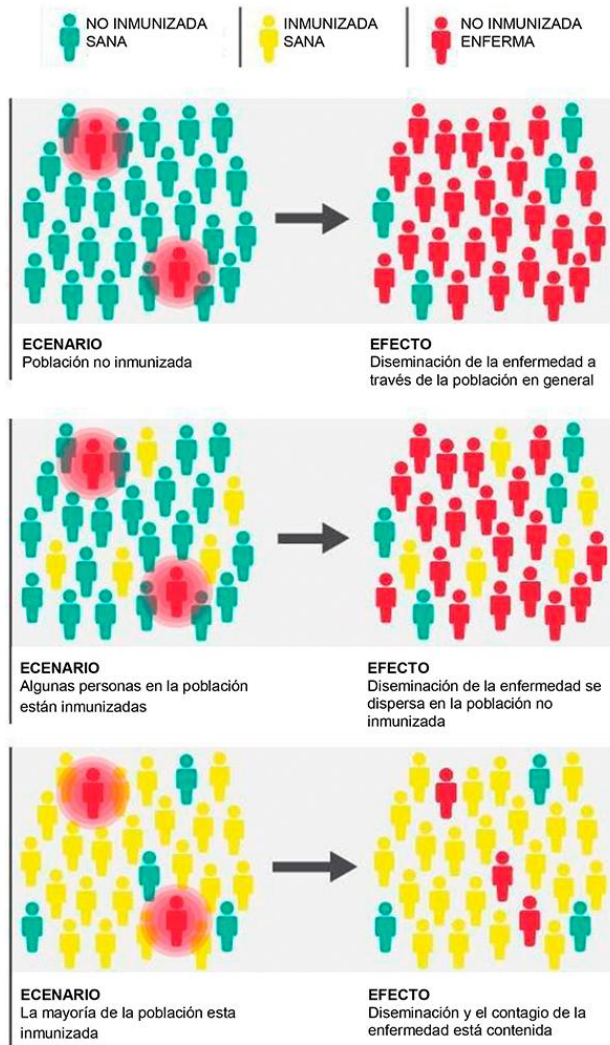 NO INMUNIZADA
SANA
INMUNIZADA
SANA
NO INMUNIZADA
ENFERMA
ECENARIO
Población no inmunizada
EFECTO
Diseminación de la enfermedad a
través de la población en general
ECENARIO
Algunas personas en la población
están inmunizadas
EFECTO
Diseminación de la enfermedad se
dispersa en la población no
inmunizada
ECENARIO
La mayoría de la población esta
inmunizada
EFECTO
Diseminación y el contagio de la
enfermedad está contenida